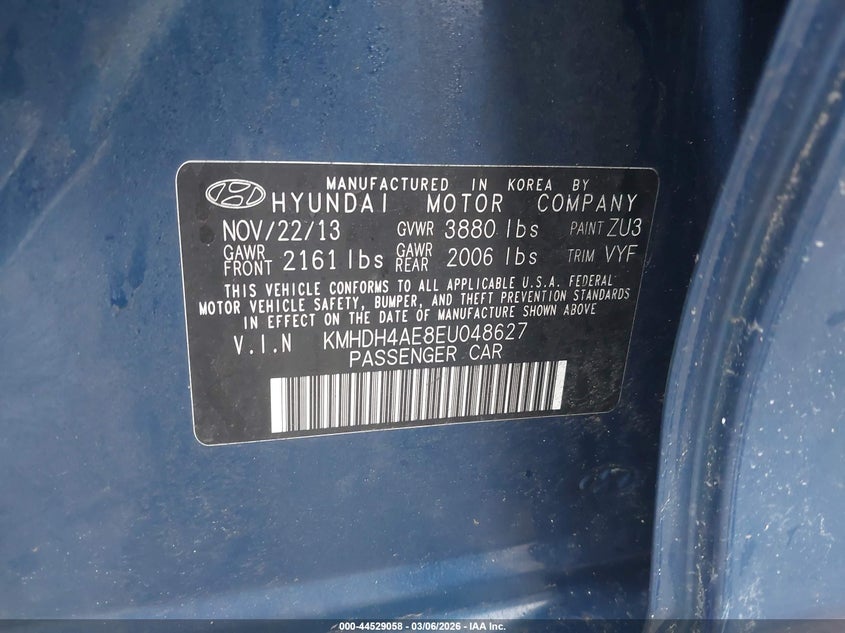 MANUFACTURED IN KOREA BY
HYUNDAI MOTOR COMPANY
NOV/22/13 GVWR 3880 lbs PAINT ZU3
GAWR FRONT 2161 lbs GAWR REAR 2006 lbs TRIM VYF
THIS VEHICLE CONFORMS TO ALL APPLICABLE U.S.A. FEDERAL
MOTOR VEHICLE SAFETY, BUMPER, AND THEFT PREVENTION STANDARDS
IN EFFECT ON THE DATE OF MANUFACTURE SHOWN ABOVE
V.I.N KMHDH4AE8EU048627
PASSENGER CAR
000-44529058 - 03/06/2026 - IAA Inc.